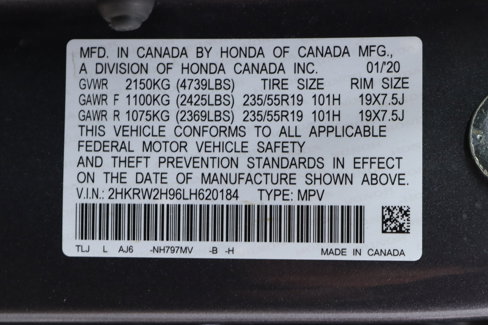 MFD. IN CANADA BY HONDA OF CANADA MFG.,
A DIVISION OF HONDA CANADA INC. 01/'20
GVWR 2150KG (4739LBS) TIRE SIZE RIM SIZE
GAWR F 1100KG (2425LBS) 235/55R19 101H 19X7.5J
GAWR R 1075KG (2369LBS) 235/55R19 101H 19X7.5J
THIS VEHICLE CONFORMS TO ALL APPLICABLE
FEDERAL MOTOR VEHICLE SAFETY
AND THEFT PREVENTION STANDARDS IN EFFECT
ON THE DATE OF MANUFACTURE SHOWN ABOVE.
V.I.N.: 2HKRW2H96LH620184 TYPE: MPV
TLJ L AJ6 -NH797MV -B -H MADE IN CANADA